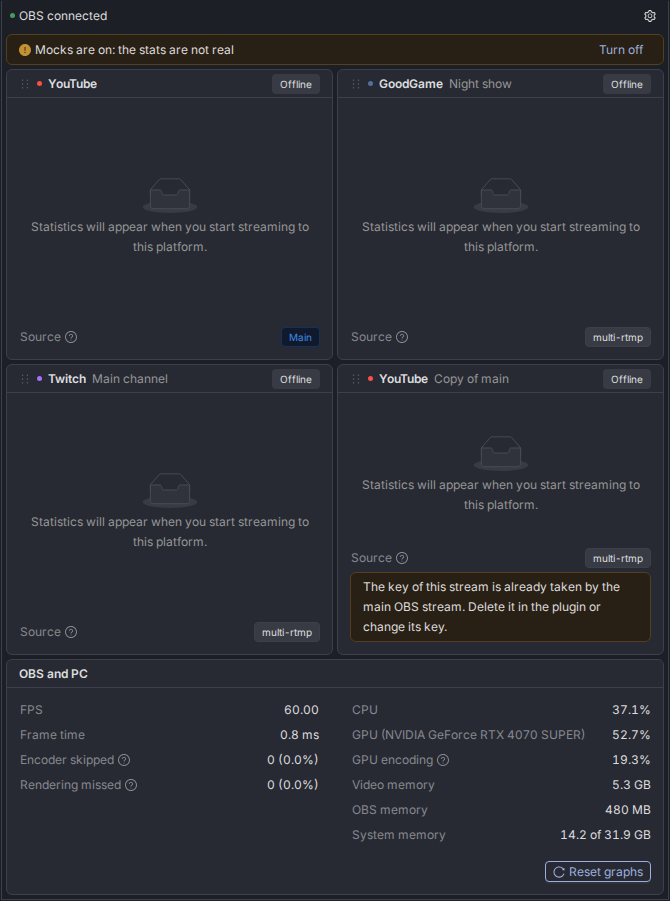 OBS connected
Mocks are on: the stats are not real
Turn off
YouTube
Offline
Statistics will appear when you start streaming to
this platform.
Source
Main
GoodGame Night show
Offline
Statistics will appear when you start streaming to
this platform.
Source
multi-rtmp
Twitch Main channel
Offline
Statistics will appear when you start streaming to
this platform.
Source
multi-rtmp
YouTube Copy of main
Offline
Statistics will appear when you start streaming to
this platform.
Source
multi-rtmp
The key of this stream is already taken by the
main OBS stream. Delete it in the plugin or
change its key.
OBS and PC
FPS 60.00
Frame time 0.8 ms
Encoder skipped 0 (0.0%)
Rendering missed 0 (0.0%)
CPU 37.1%
GPU (NVIDIA GeForce RTX 4070 SUPER) 52.7%
GPU encoding 19.3%
Video memory 5.3 GB
OBS memory 480 MB
System memory 14.2 of 31.9 GB
Reset graphs